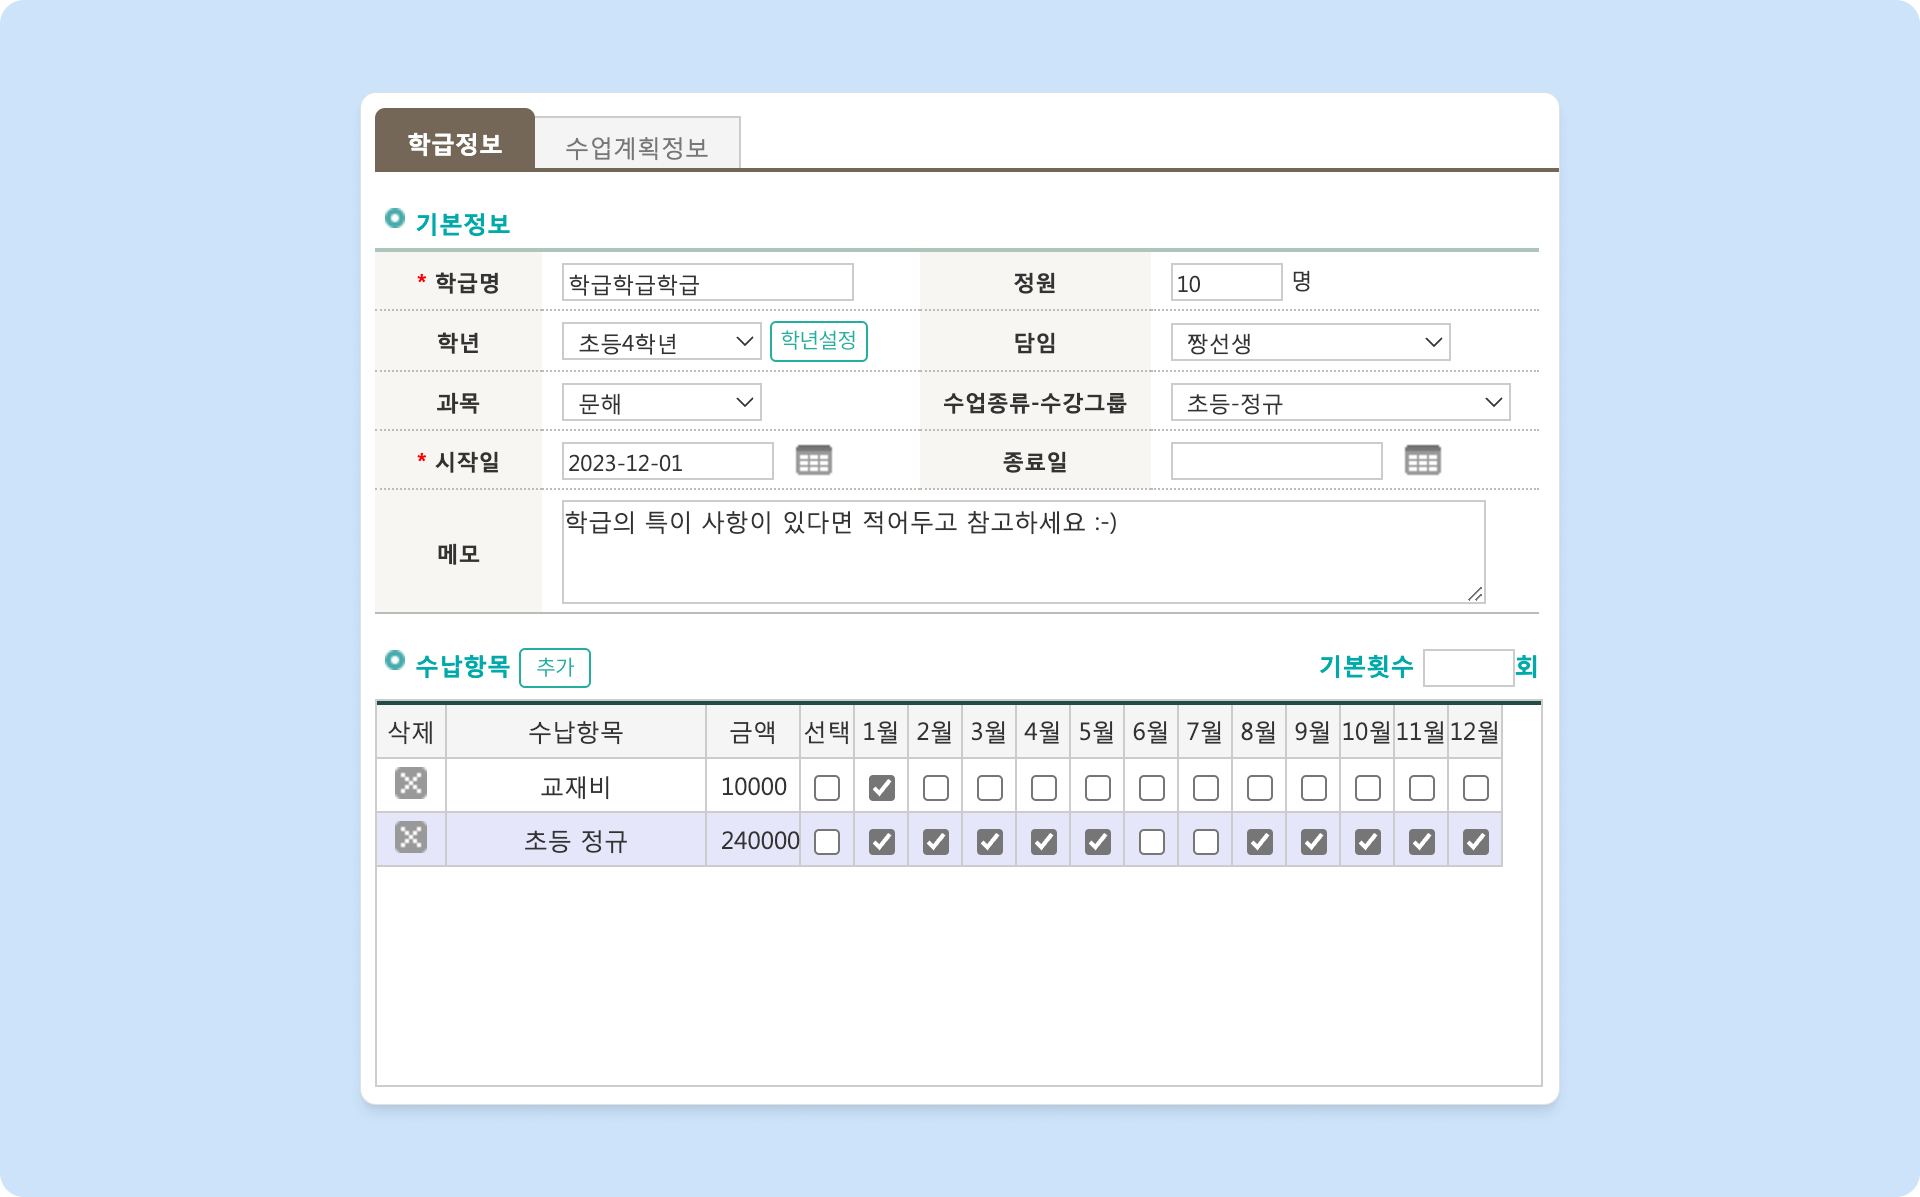 학급정보 수업계획정보
기본정보
* 학급명 학급학급학급 정원 10 명
학년 초등4학년 학년설정 담임 짱선생
과목 문해 수업종류-수강그룹 초등-정규
* 시작일 2023-12-01 종료일
메모 학급의 특이 사항이 있다면 적어두고 참고하세요 :-)
수납항목 추가 기본횟수 회
삭제 수납항목 금액 선택 1월 2월 3월 4월 5월 6월 7월 8월 9월 10월 11월 12월
교재비 10000
초등 정규 240000